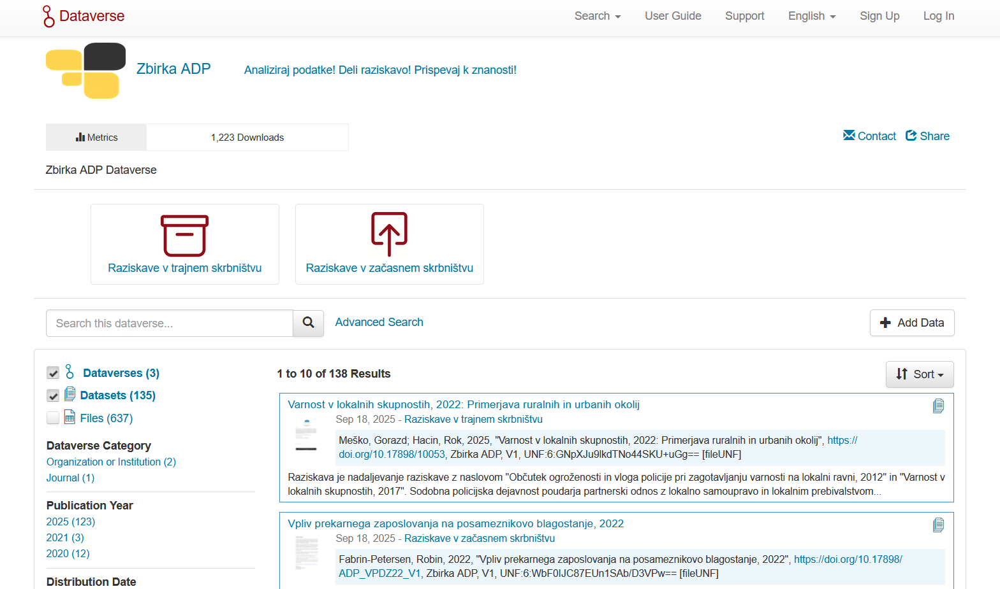 Dataverse
Search
User Guide
Support
English
Sign Up
Log In
Zbirka ADP
Analiziraj podatke! Deli raziskavo! Prispevaj k znanosti!
Metrics
1,223 Downloads
Contact
Share
Zbirka ADP Dataverse
Raziskave v trajnem skrbništvu
Raziskave v začasnem skrbništvu
Search this dataverse...
Advanced Search
Add Data
Dataverses (3)
Datasets (135)
Files (637)
Dataverse Category
Organization or Institution (2)
Journal (1)
Publication Year
2025 (123)
2021 (3)
2020 (12)
Distribution Date
1 to 10 of 138 Results
Sort
Varnost v lokalnih skupnostih, 2022: Primerjava ruralnih in urbanih okolij
Sep 18, 2025 - Raziskave v trajnem skrbništvu
Meško, Gorazd; Hacin, Rok, 2025, "Varnost v lokalnih skupnostih, 2022: Primerjava ruralnih in urbanih okolij", https://
doi.org/10.17898/10053, Zbirka ADP, V1, UNF:6:GNpXJu9lkdTNo44SKU+uGg== [fileUNF]
Raziskava je nadaljevanje raziskave z naslovom "Občutek ogroženosti in vloga policije pri zagotavljanju varnosti na lokalni ravni, 2012" in "Varnost v
lokalnih skupnostih, 2017". Sodobna policijska dejavnost poudarja partnerski odnos z lokalno samoupravo in lokalnim prebivalstvom...
Vpliv prekarnega zaposlovanja na posameznikovo blagostanje, 2022
Sep 18, 2025 - Raziskave v začasnem skrbništvu
Fabrin-Petersen, Robin, 2022, "Vpliv prekarnega zaposlovanja na posameznikovo blagostanje, 2022", https://doi.org/10.17898/
ADP_VPDZ22_V1, Zbirka ADP, V1, UNF:6:WbF0lJC87EUn1SAb/D3VPw== [fileUNF]